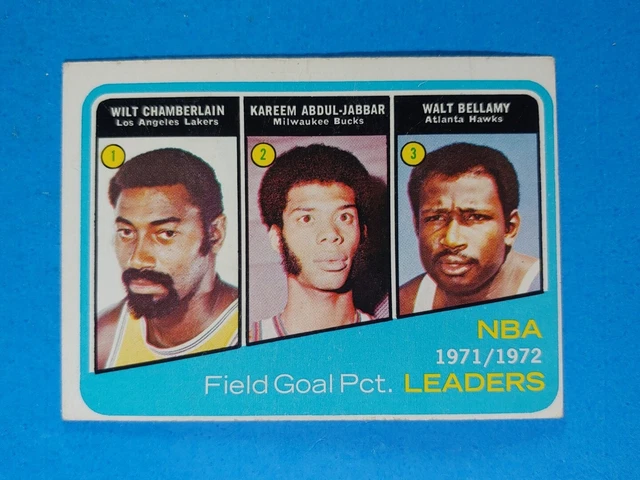 WILT CHAMBERLAIN
Los Angeles Lakers
KAREEM ABDUL-JABBAR
Milwaukee Bucks
WALT BELLAMY
Atlanta Hawks
1
2
3
NBA
1971/1972
Field Goal Pct. LEADERS